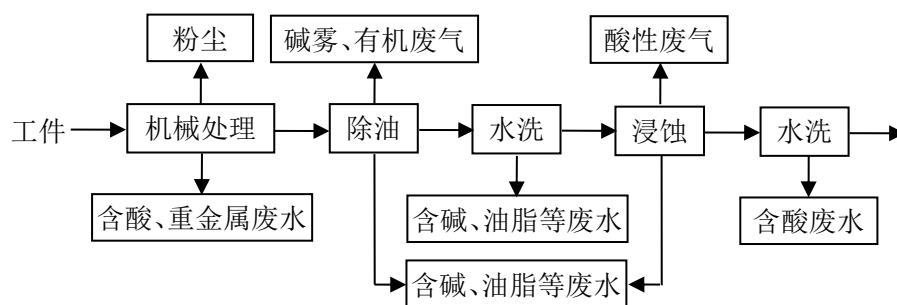 粉尘
碱雾、有机废气
酸性废气
工件
机械处理
除油
水洗
浸蚀
水洗
含酸、重金属废水
含碱、油脂等废水
含酸废水
含碱、油脂等废水